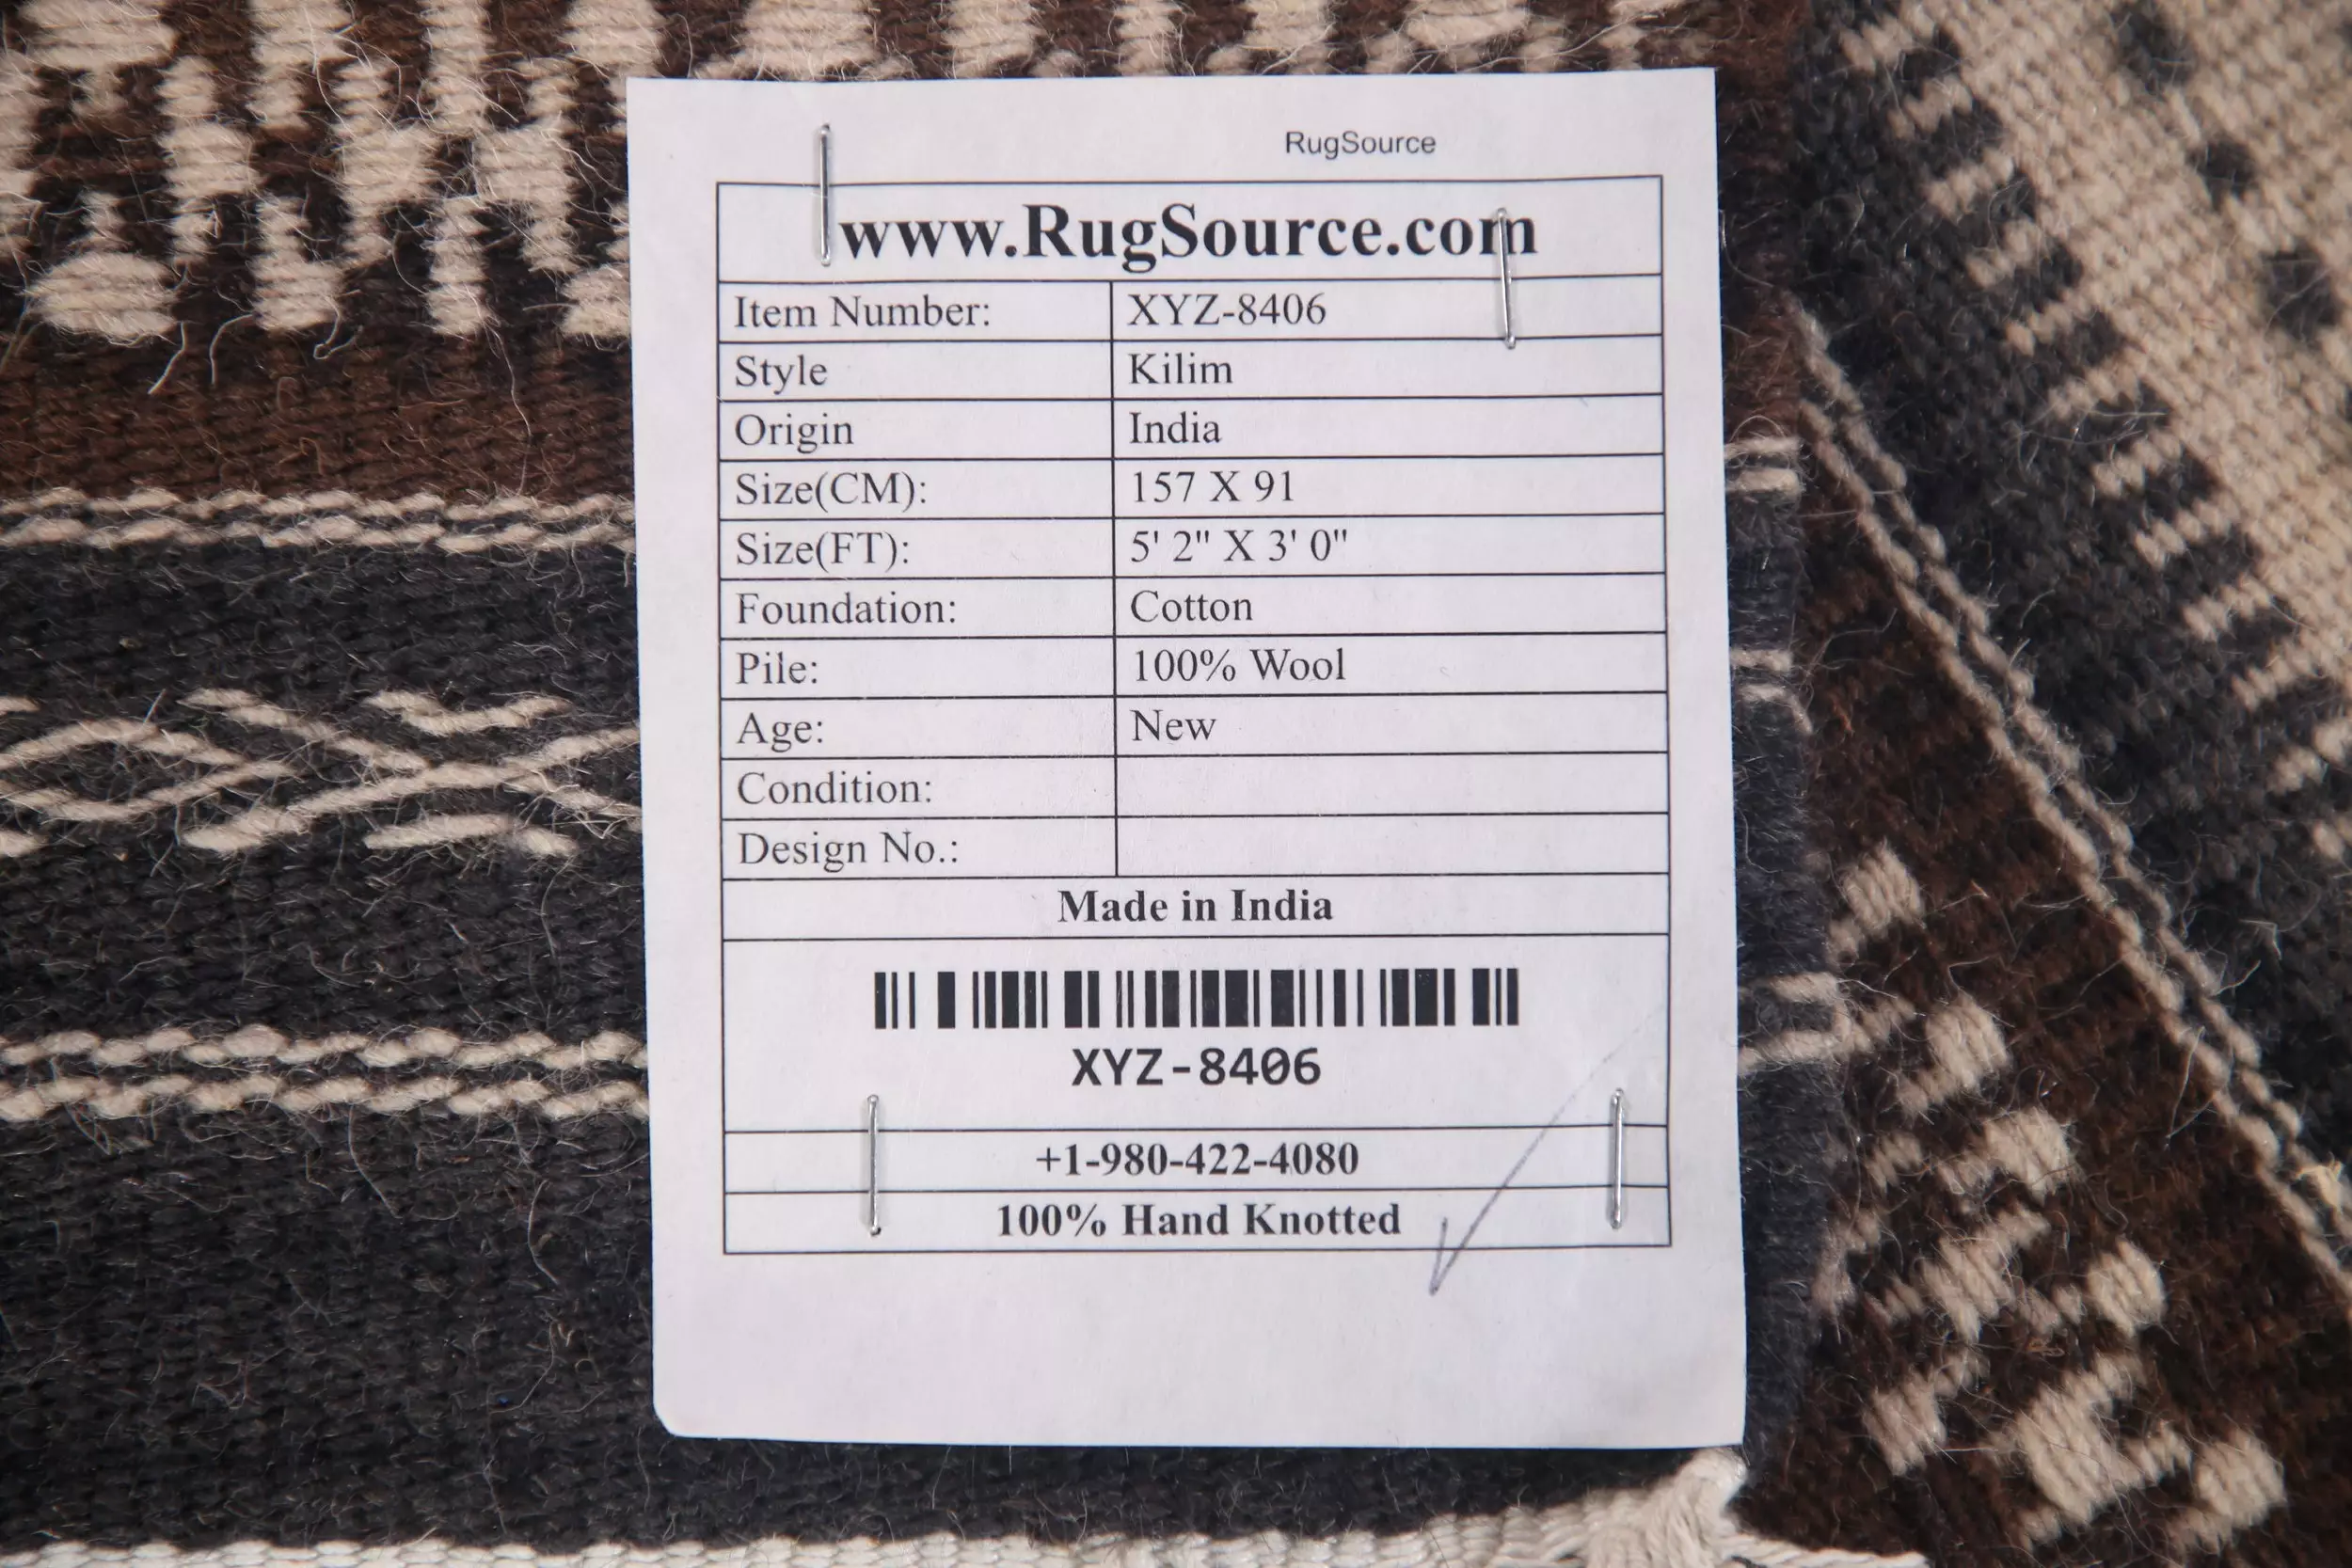 RugSource
www.RugSource.com
Item Number: XYZ-8406
Style Kilim
Origin India
Size(CM): 157 X 91
Size(FT): 5' 2" X 3' 0"
Foundation: Cotton
Pile: 100% Wool
Age: New
Condition:
Design No.:
Made in India
XYZ-8406
+1-980-422-4080
100% Hand Knotted